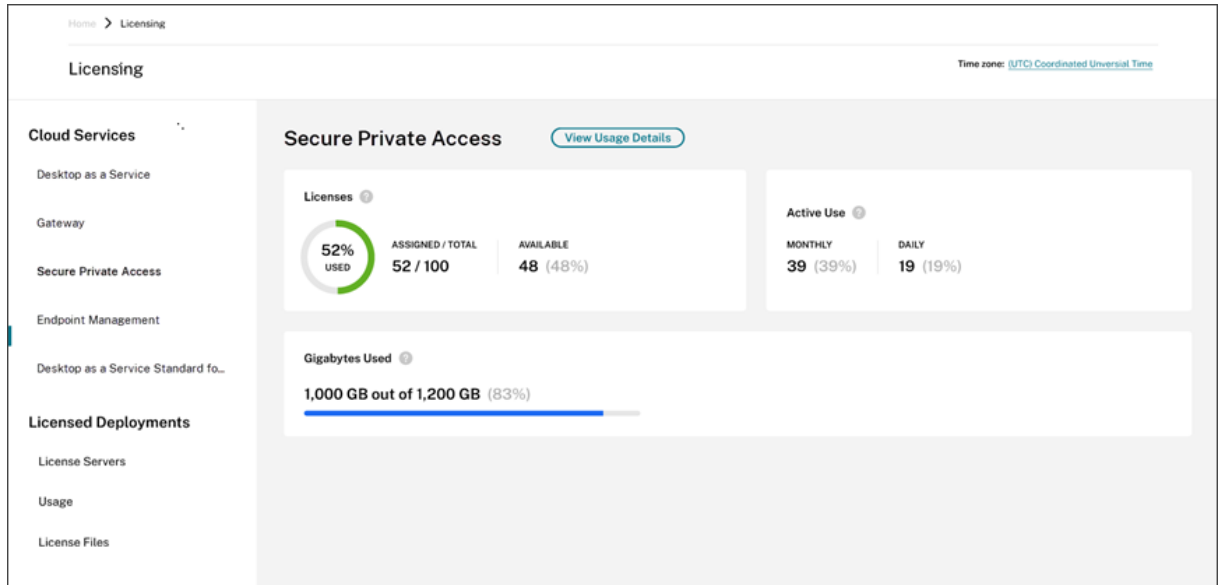 Home > Licensing
Licensing
Time zone: (UTC) Coordinated Unversial Time
Cloud Services
Desktop as a Service
Gateway
Secure Private Access
Endpoint Management
Desktop as a Service Standard fo...
Licensed Deployments
License Servers
Usage
License Files
Secure Private Access
View Usage Details
Licenses ?
52% USED
ASSIGNED / TOTAL
52 / 100
AVAILABLE
48 (48%)
Active Use ?
MONTHLY
39 (39%)
DAILY
19 (19%)
Gigabytes Used ?
1,000 GB out of 1,200 GB (83%)